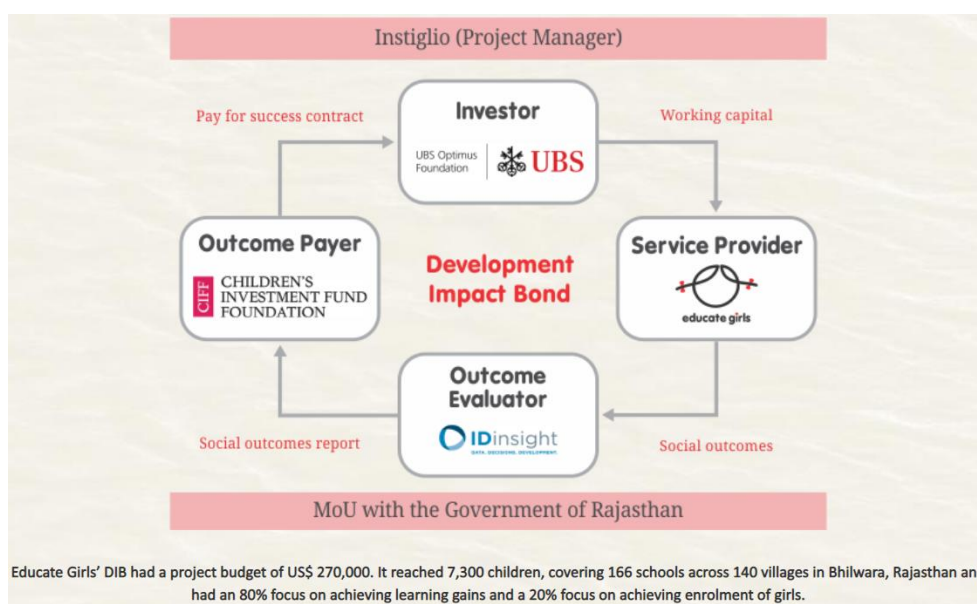 Instiglio (Project Manager)
Pay for success contract
Investor
Working capital
UBS Optimus
Foundation
UBS
Outcome Payer
CIFF
CHILDREN'S
INVESTMENT FUND
FOUNDATION
Development
Impact Bond
Service Provider
educate girls
Outcome
Evaluator
IDinsight
DATA. DECISIONS. DEVELOPMENT.
Social outcomes report
Social outcomes
MoU with the Government of Rajasthan
Educate Girls' DIB had a project budget of US$ 270,000. It reached 7,300 children, covering 166 schools across 140 villages in Bhilwara, Rajasthan an
had an 80% focus on achieving learning gains and a 20% focus on achieving enrolment of girls.